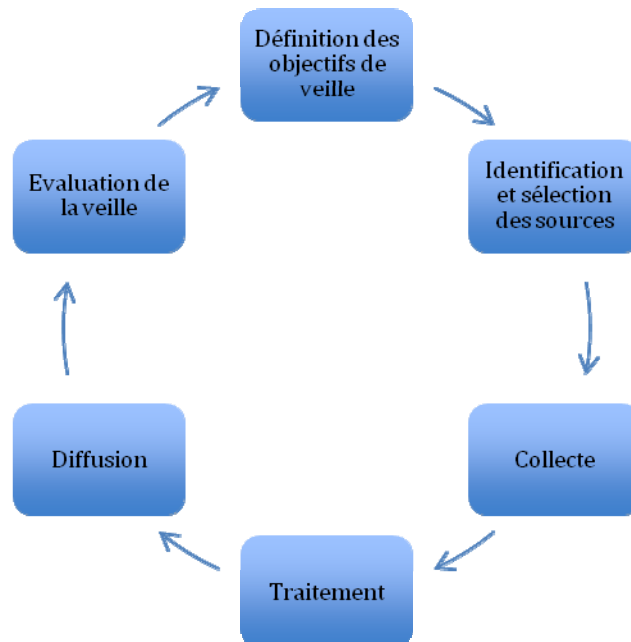 Définition des
objectifs de
veille
Identification
et sélection
des sources
Collecte
Traitement
Diffusion
Evaluation de
la veille